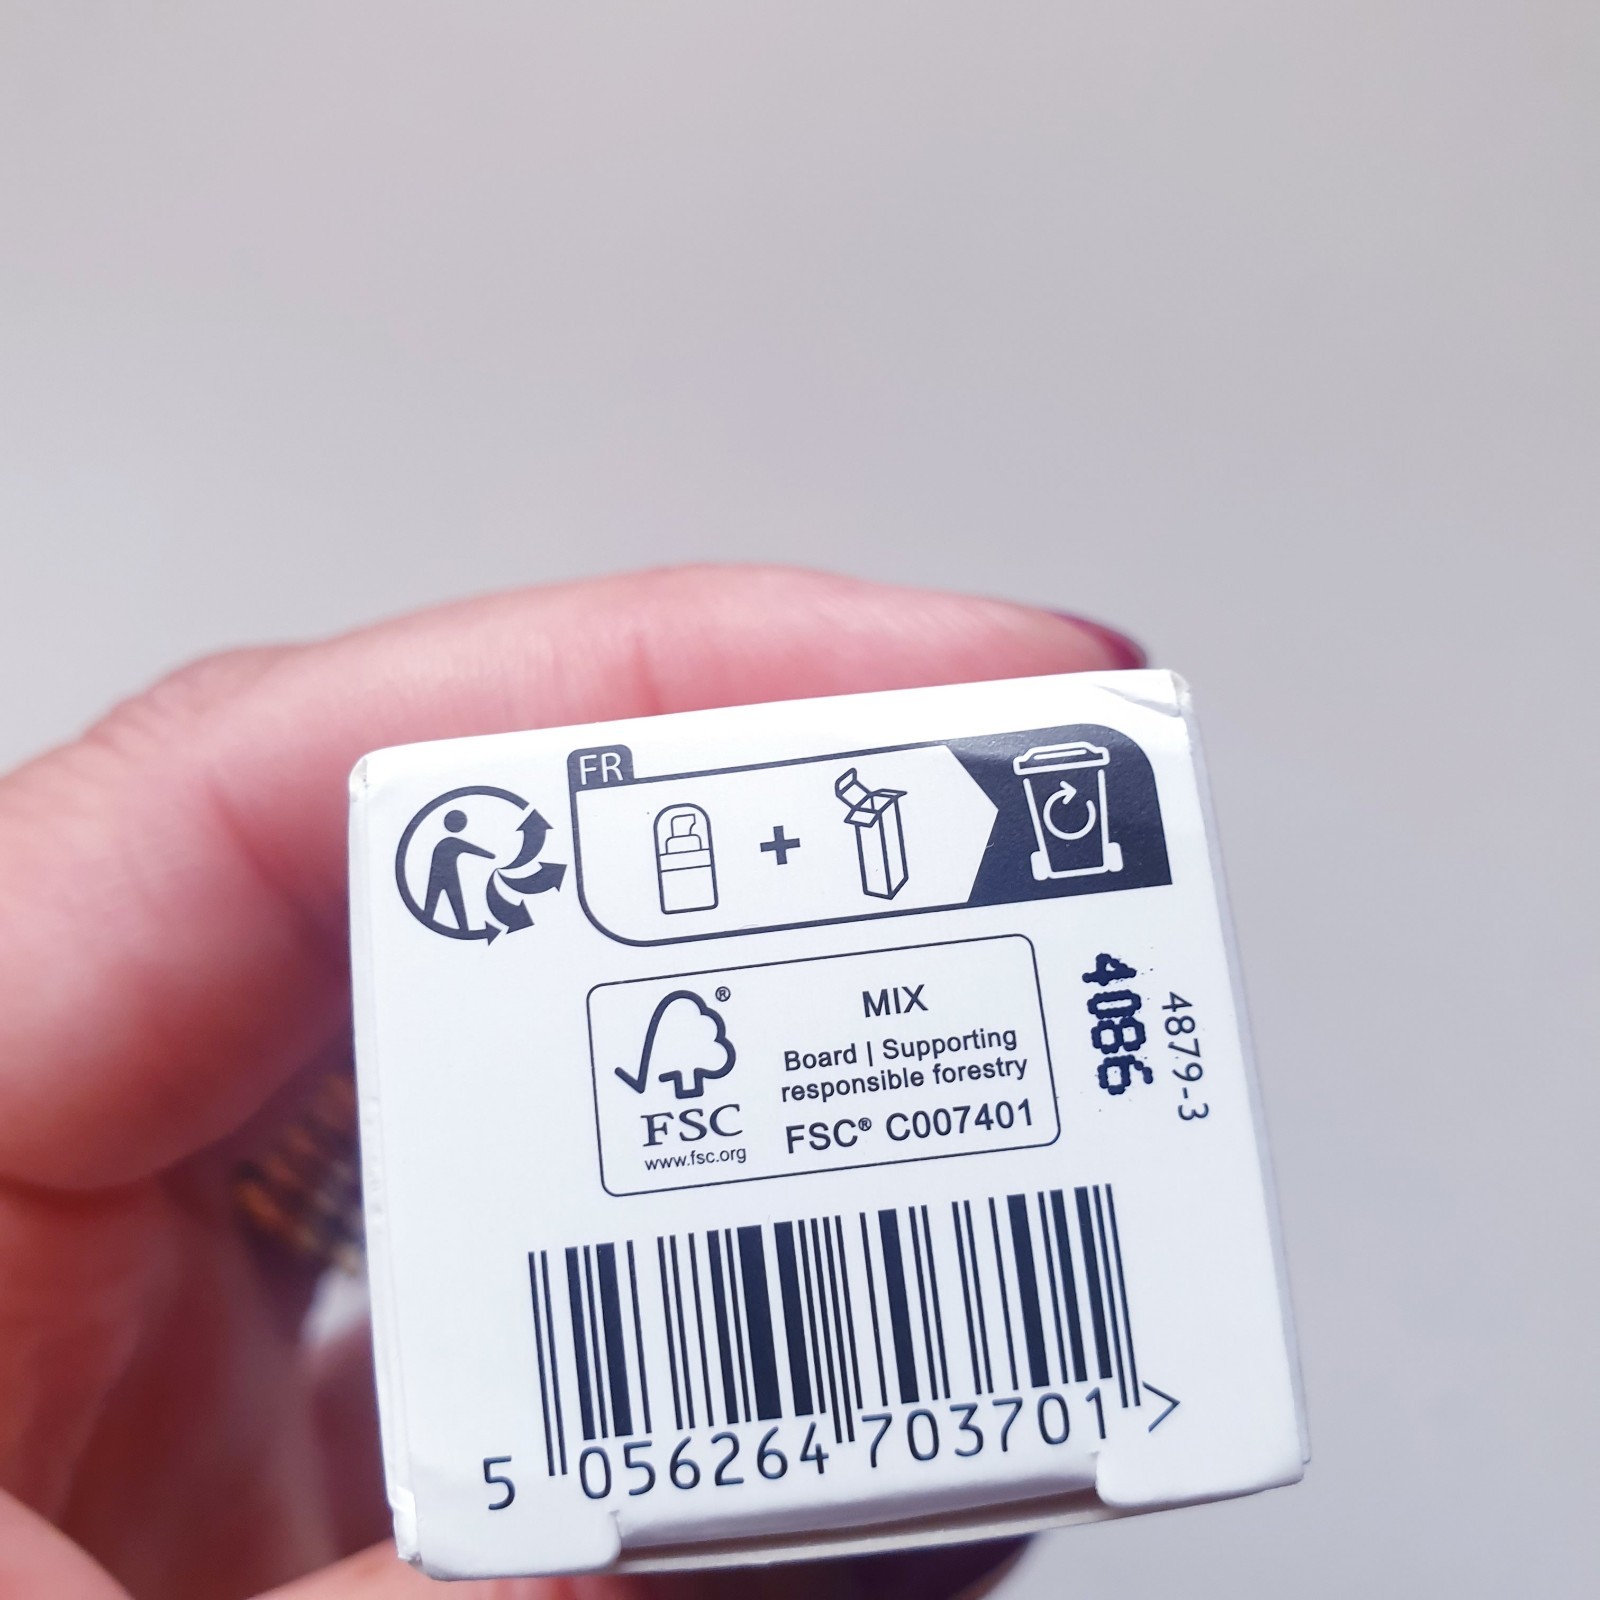 FR
+
®
FSC
www.fsc.org
MIX
Board | Supporting
responsible forestry
FSC® C007401
4086
4879-3
5 056264 703701 >